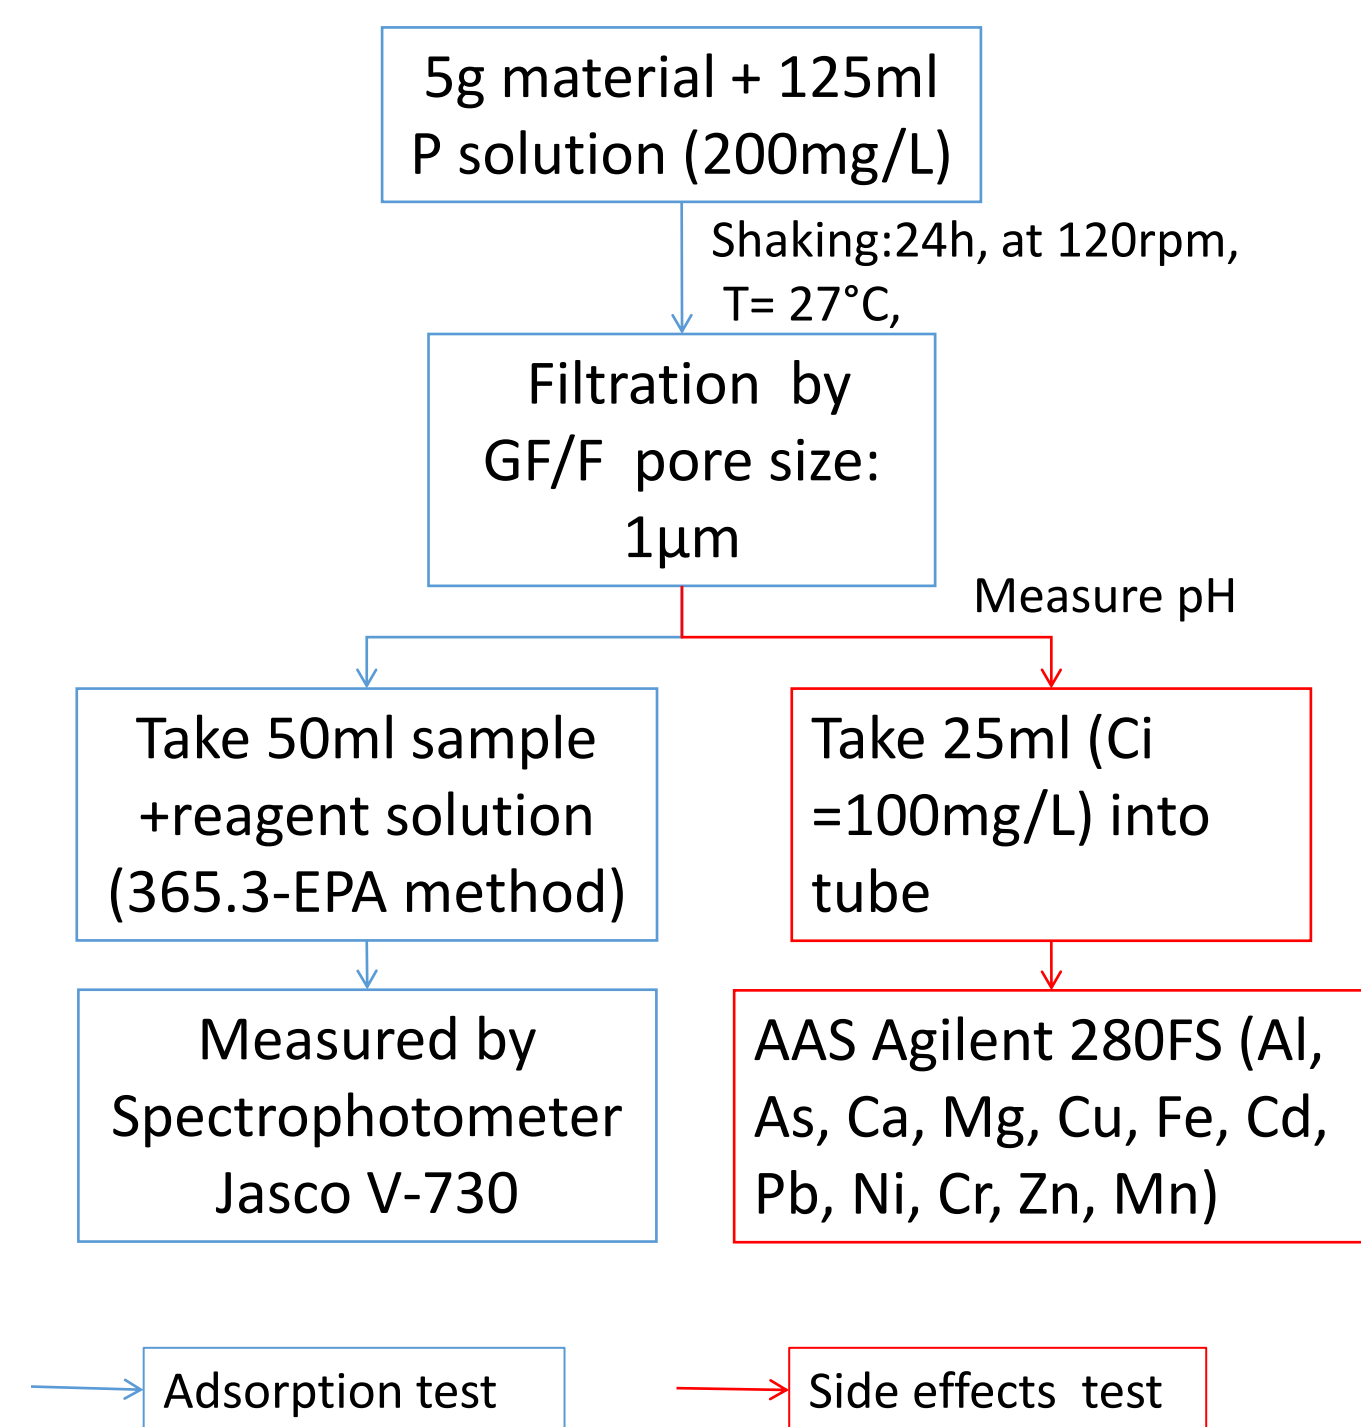 5g material + 125ml
P solution (200mg/L)
Shaking:24h, at 120rpm,
T= 27°C,
Filtration by
GF/F pore size:
1µm
Measure pH
Take 50ml sample
+reagent solution
(365.3-EPA method)
Take 25ml (Ci
=100mg/L) into
tube
Measured by
Spectrophotometer
Jasco V-730
AAS Agilent 280FS (Al,
As, Ca, Mg, Cu, Fe, Cd,
Pb, Ni, Cr, Zn, Mn)
Adsorption test
Side effects test